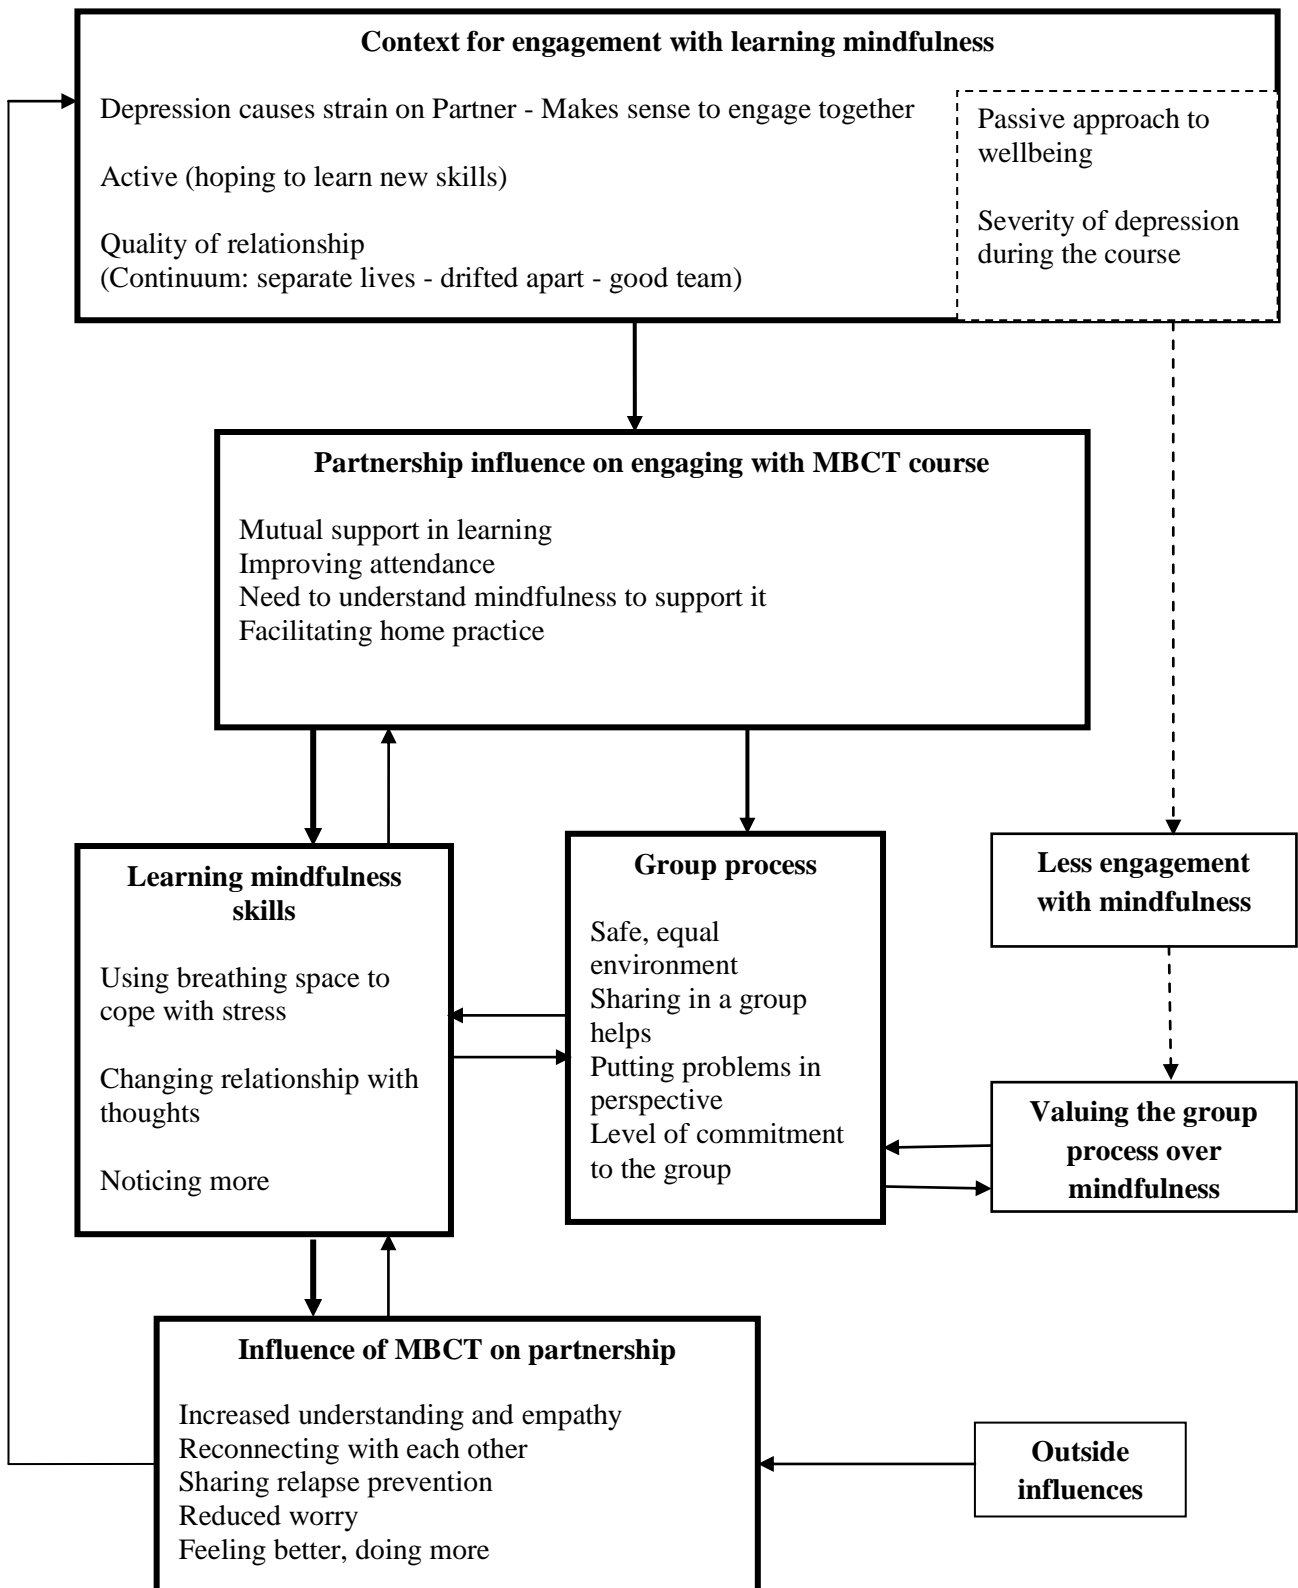 Context for engagement with learning mindfulness
Depression causes strain on Partner - Makes sense to engage together
Active (hoping to learn new skills)
Quality of relationship
(Continuum: separate lives - drifted apart - good team)
Passive approach to
wellbeing
Severity of depression
during the course
Partnership influence on engaging with MBCT course
Mutual support in learning
Improving attendance
Need to understand mindfulness to support it
Facilitating home practice
Learning mindfulness
skills
Using breathing space to
cope with stress
Changing relationship with
thoughts
Noticing more
Group process
Safe, equal
environment
Sharing in a group
helps
Putting problems in
perspective
Level of commitment
to the group
Less engagement
with mindfulness
Valuing the group
process over
mindfulness
Influence of MBCT on partnership
Increased understanding and empathy
Reconnecting with each other
Sharing relapse prevention
Reduced worry
Feeling better, doing more
Outside
influences